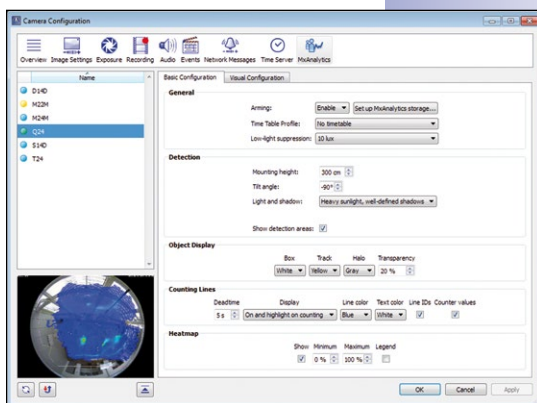 Camera Configuration
Overview Image Settings Exposure Recording Audio Events Network Messages Time Server MxAnalytics
Name
D14D
M22M
M24M
Q24
S14D
T24
Basic Configuration Visual Configuration
General
Arming: Enable Set up MxAnalytics storage...
Time Table Profile: No timetable
Low-light suppression: 10 lux
Detection
Mounting height: 300 cm
Tilt angle: -90°
Light and shadow: Heavy sunlight, well-defined shadows
Show detection areas:
Object Display
Box Track Halo Transparency
White Yellow Gray 20 %
Counting Lines
Deadtime Display Line color Text color Line IDs Counter values
5 s On and highlight on counting Blue White
Heatmap
Show Minimum Maximum Legend
0 % 100 %
OK Cancel Apply